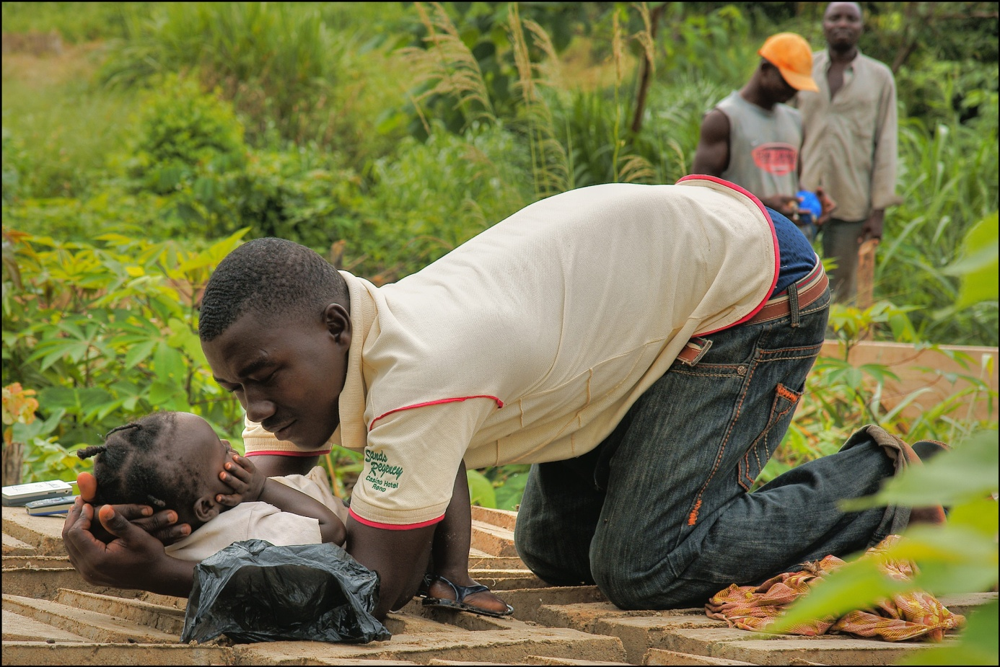 Sands
Regency
Casino Hotel
Reno